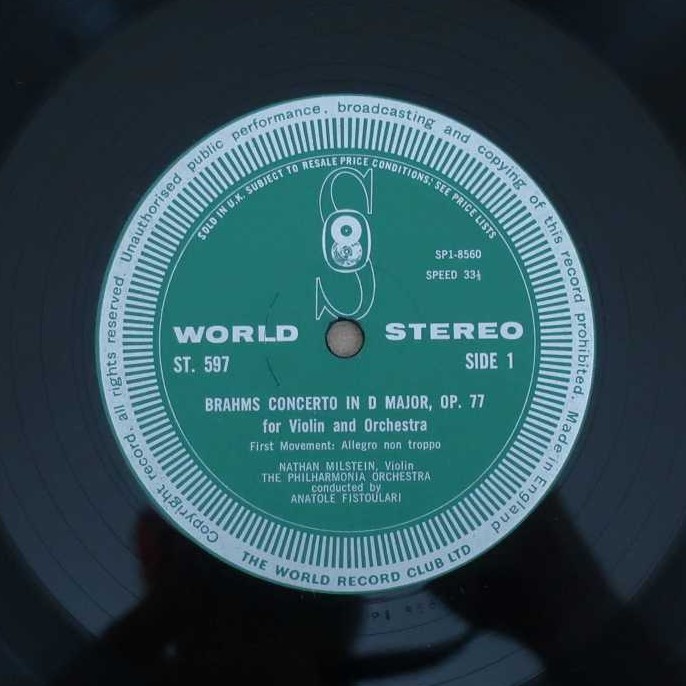 Copyright record. all rights reserved. Unauthorised public performance. broadcasting and copying of this record prohibited. Made in England
SOLD IN U.K. SUBJECT TO RESALE PRICE CONDITIONS; SEE PRICE LISTS
S
SP1-8560
SPEED 33⅓
WORLD STEREO
ST. 597 SIDE 1
BRAHMS CONCERTO IN D MAJOR, OP. 77
for Violin and Orchestra
First Movement: Allegro non troppo
NATHAN MILSTEIN, Violin
THE PHILHARMONIA ORCHESTRA
conducted by
ANATOLE FISTOULARI
THE WORLD RECORD CLUB LTD